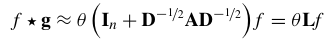 f ⋆ 𝐠 ≈ θ (𝐈ₙ + 𝐃^{−1/2}𝐀𝐃^{−1/2}) f = θ𝐋f